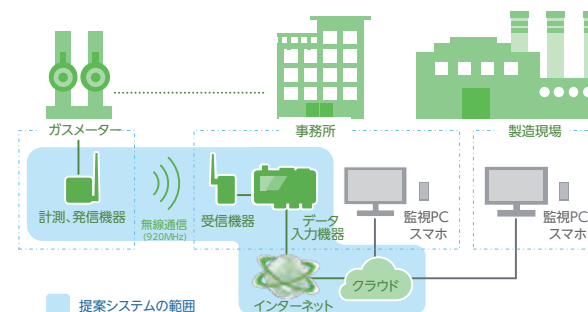 ガスメーター
事務所
製造現場
計測、発信機器
無線通信
(920MHz)
受信機器
データ
入力機器
監視PC
スマホ
監視PC
スマホ
インターネット
クラウド
提案システムの範囲